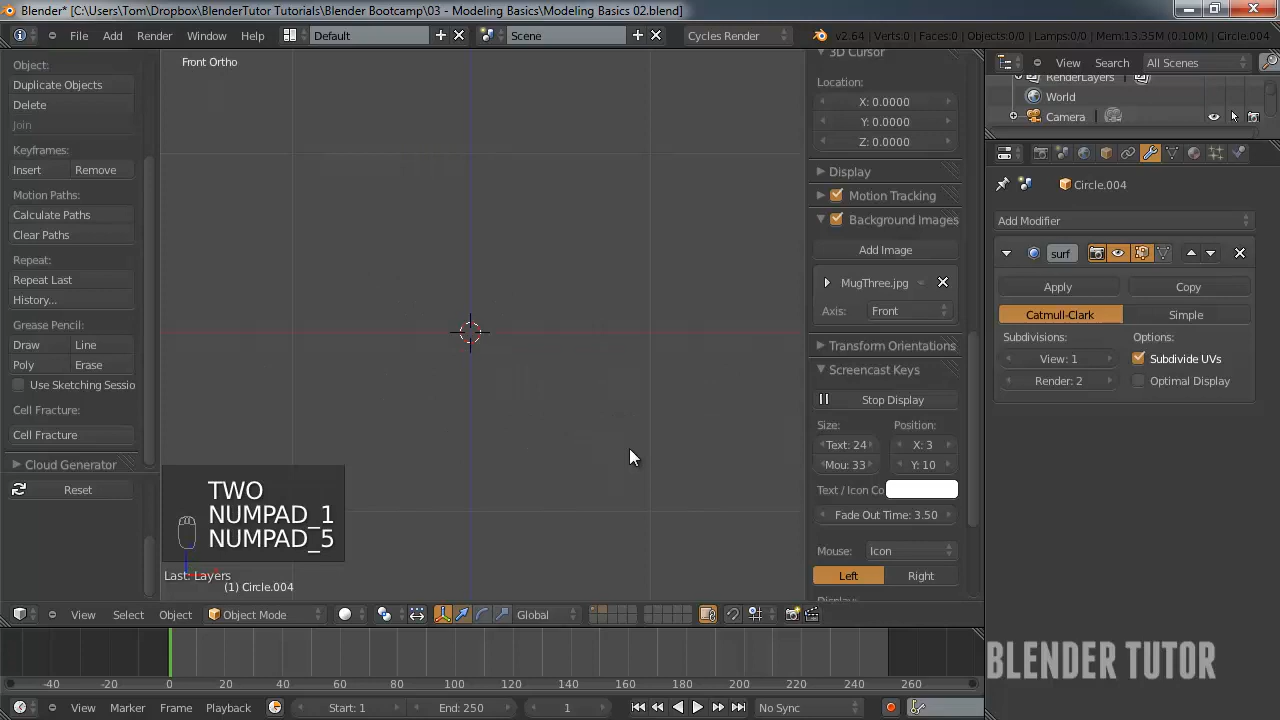 Blender* [C:\Users\Tom\Dropbox\BlenderTutor Tutorials\Blender Bootcamp\03 - Modeling Basics\Modeling Basics 02.blend]
File Add Render Window Help Default Scene Cycles Render v2.64 | Verts:0 | Faces:0 | Objects:0/0 | Lamps:0/0 | Mem:13.35M (0.10M) | Circle.004
Object:
Duplicate Objects
Delete
Join
Keyframes:
Insert Remove
Motion Paths:
Calculate Paths
Clear Paths
Repeat:
Repeat Last
History...
Grease Pencil:
Draw Line
Poly Erase
Use Sketching Sessio
Cell Fracture:
Cell Fracture
Cloud Generator
Reset
Front Ortho
TWO
NUMPAD_1
NUMPAD_5
Last: Layers
(1) Circle.004
3D Cursor
Location:
X: 0.0000
Y: 0.0000
Z: 0.0000
Display
Motion Tracking
Background Images
Add Image
MugThree.jpg
Axis: Front
Transform Orientations
Screencast Keys
Stop Display
Size: Position:
Text: 24 X: 3
Mou: 33 Y: 10
Text / Icon Co
Fade Out Time: 3.50
Mouse: Icon
Left Right
Display:
View Search All Scenes
RenderLayers
World
Camera
Circle.004
Add Modifier
surf
Apply Copy
Catmull-Clark Simple
Subdivisions: Options:
View: 1 Subdivide UVs
Render: 2 Optimal Display
View Select Object Object Mode Global
-40 -20 0 20 40 60 80 100 120 140 160 180 200 220 240 260
View Marker Frame Playback Start: 1 End: 250 1 No Sync
BLENDER TUTOR